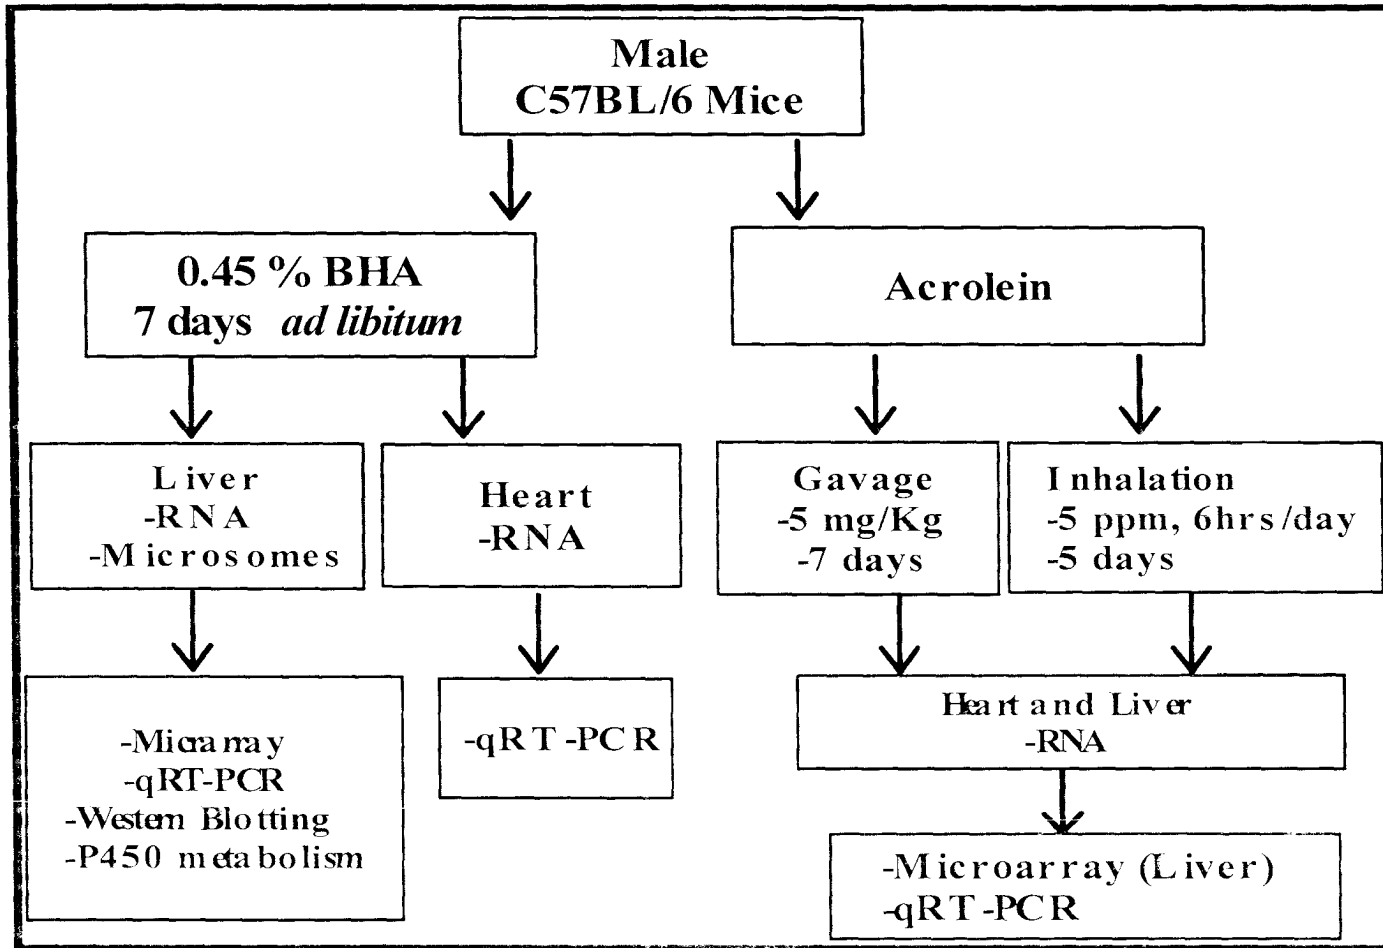 Male
C57BL/6 Mice
0.45 % BHA
7 days ad libitum
Acrolein
Liver
-RNA
-Microsomes
Heart
-RNA
Gavage
-5 mg/Kg
-7 days
Inhalation
-5 ppm, 6hrs/day
-5 days
-Micrarray
-qRT-PCR
-Western Blotting
-P450 metabolism
-qRT-PCR
Heart and Liver
-RNA
-Microarray (Liver)
-qRT-PCR